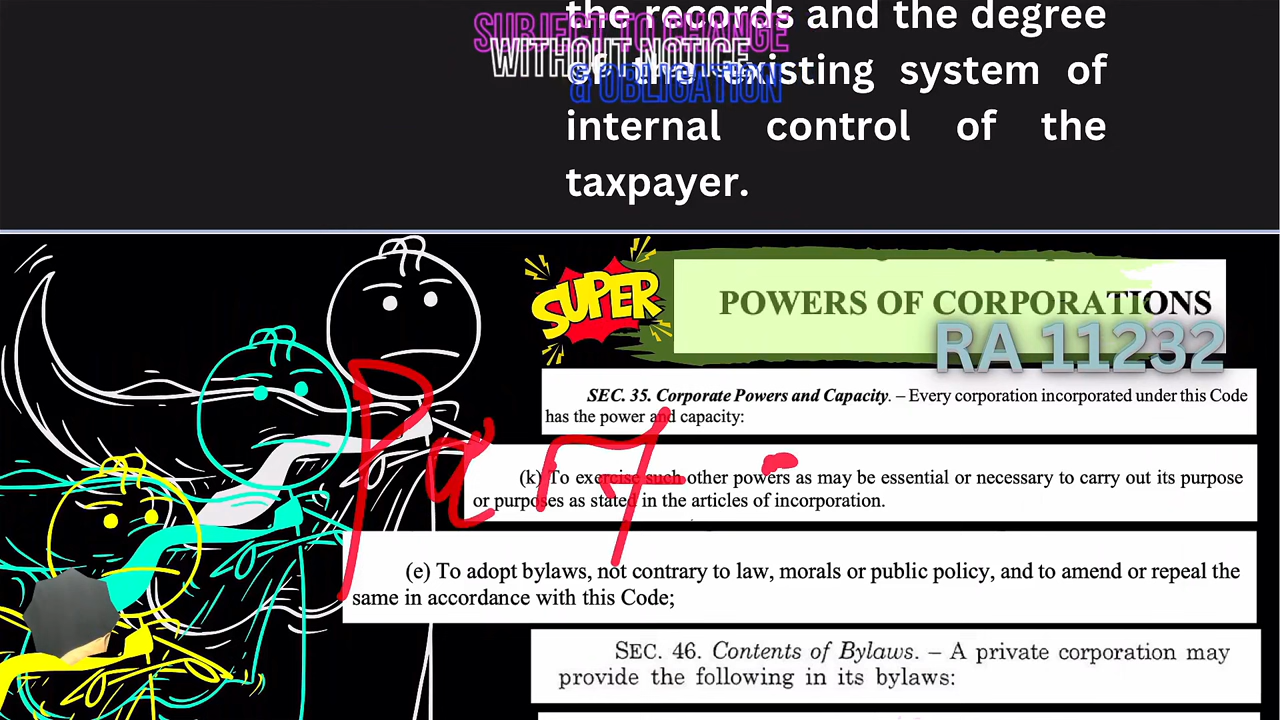 the records and the degree
SUBJECT TO CHANGE
WITHOUT NOTICE
of the existing system of
& OBLIGATION
internal control of the
taxpayer.
SUPER
POWERS OF CORPORATIONS
RA 11232
SEC. 35. Corporate Powers and Capacity. – Every corporation incorporated under this Code
has the power and capacity:
(k) To exercise such other powers as may be essential or necessary to carry out its purpose
or purposes as stated in the articles of incorporation.
(e) To adopt bylaws, not contrary to law, morals or public policy, and to amend or repeal the
same in accordance with this Code;
SEC. 46. Contents of Bylaws. – A private corporation may
provide the following in its bylaws: